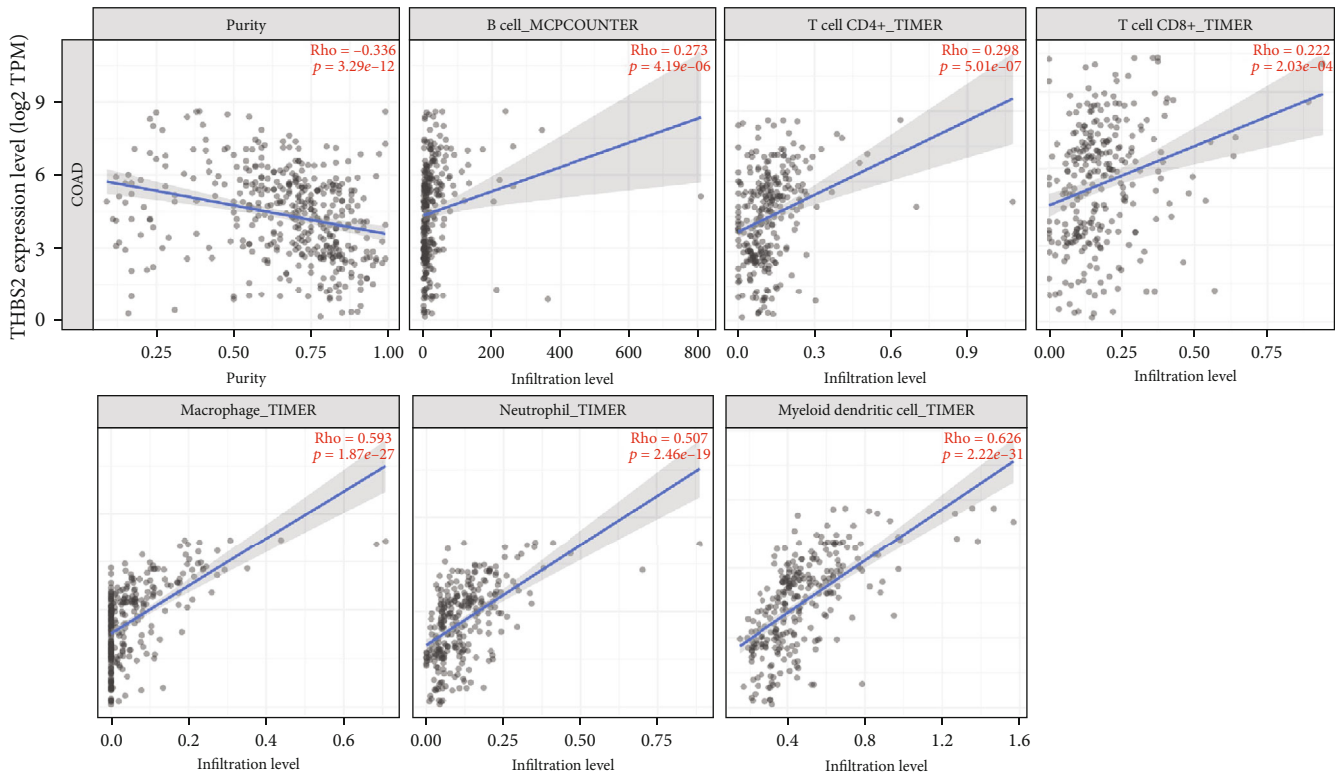 Purity
B cell_MCPCOUNTER
T cell CD4+_TIMER
T cell CD8+_TIMER
Rho = –0.336
p = 3.29e–12
Rho = 0.273
p = 4.19e–06
Rho = 0.298
p = 5.01e–07
Rho = 0.222
p = 2.03e–04
THBS2 expression level (log2 TPM)
COAD
9
6
3
0
0.25 0.50 0.75 1.00
0 200 400 600 800
0.0 0.3 0.6 0.9
0.00 0.25 0.50 0.75
Purity
Infiltration level
Infiltration level
Infiltration level
Macrophage_TIMER
Neutrophil_TIMER
Myeloid dendritic cell_TIMER
Rho = 0.593
p = 1.87e–27
Rho = 0.507
p = 2.46e–19
Rho = 0.626
p = 2.22e–31
0.0 0.2 0.4 0.6
0.00 0.25 0.50 0.75
0.4 0.8 1.2 1.6
Infiltration level
Infiltration level
Infiltration level